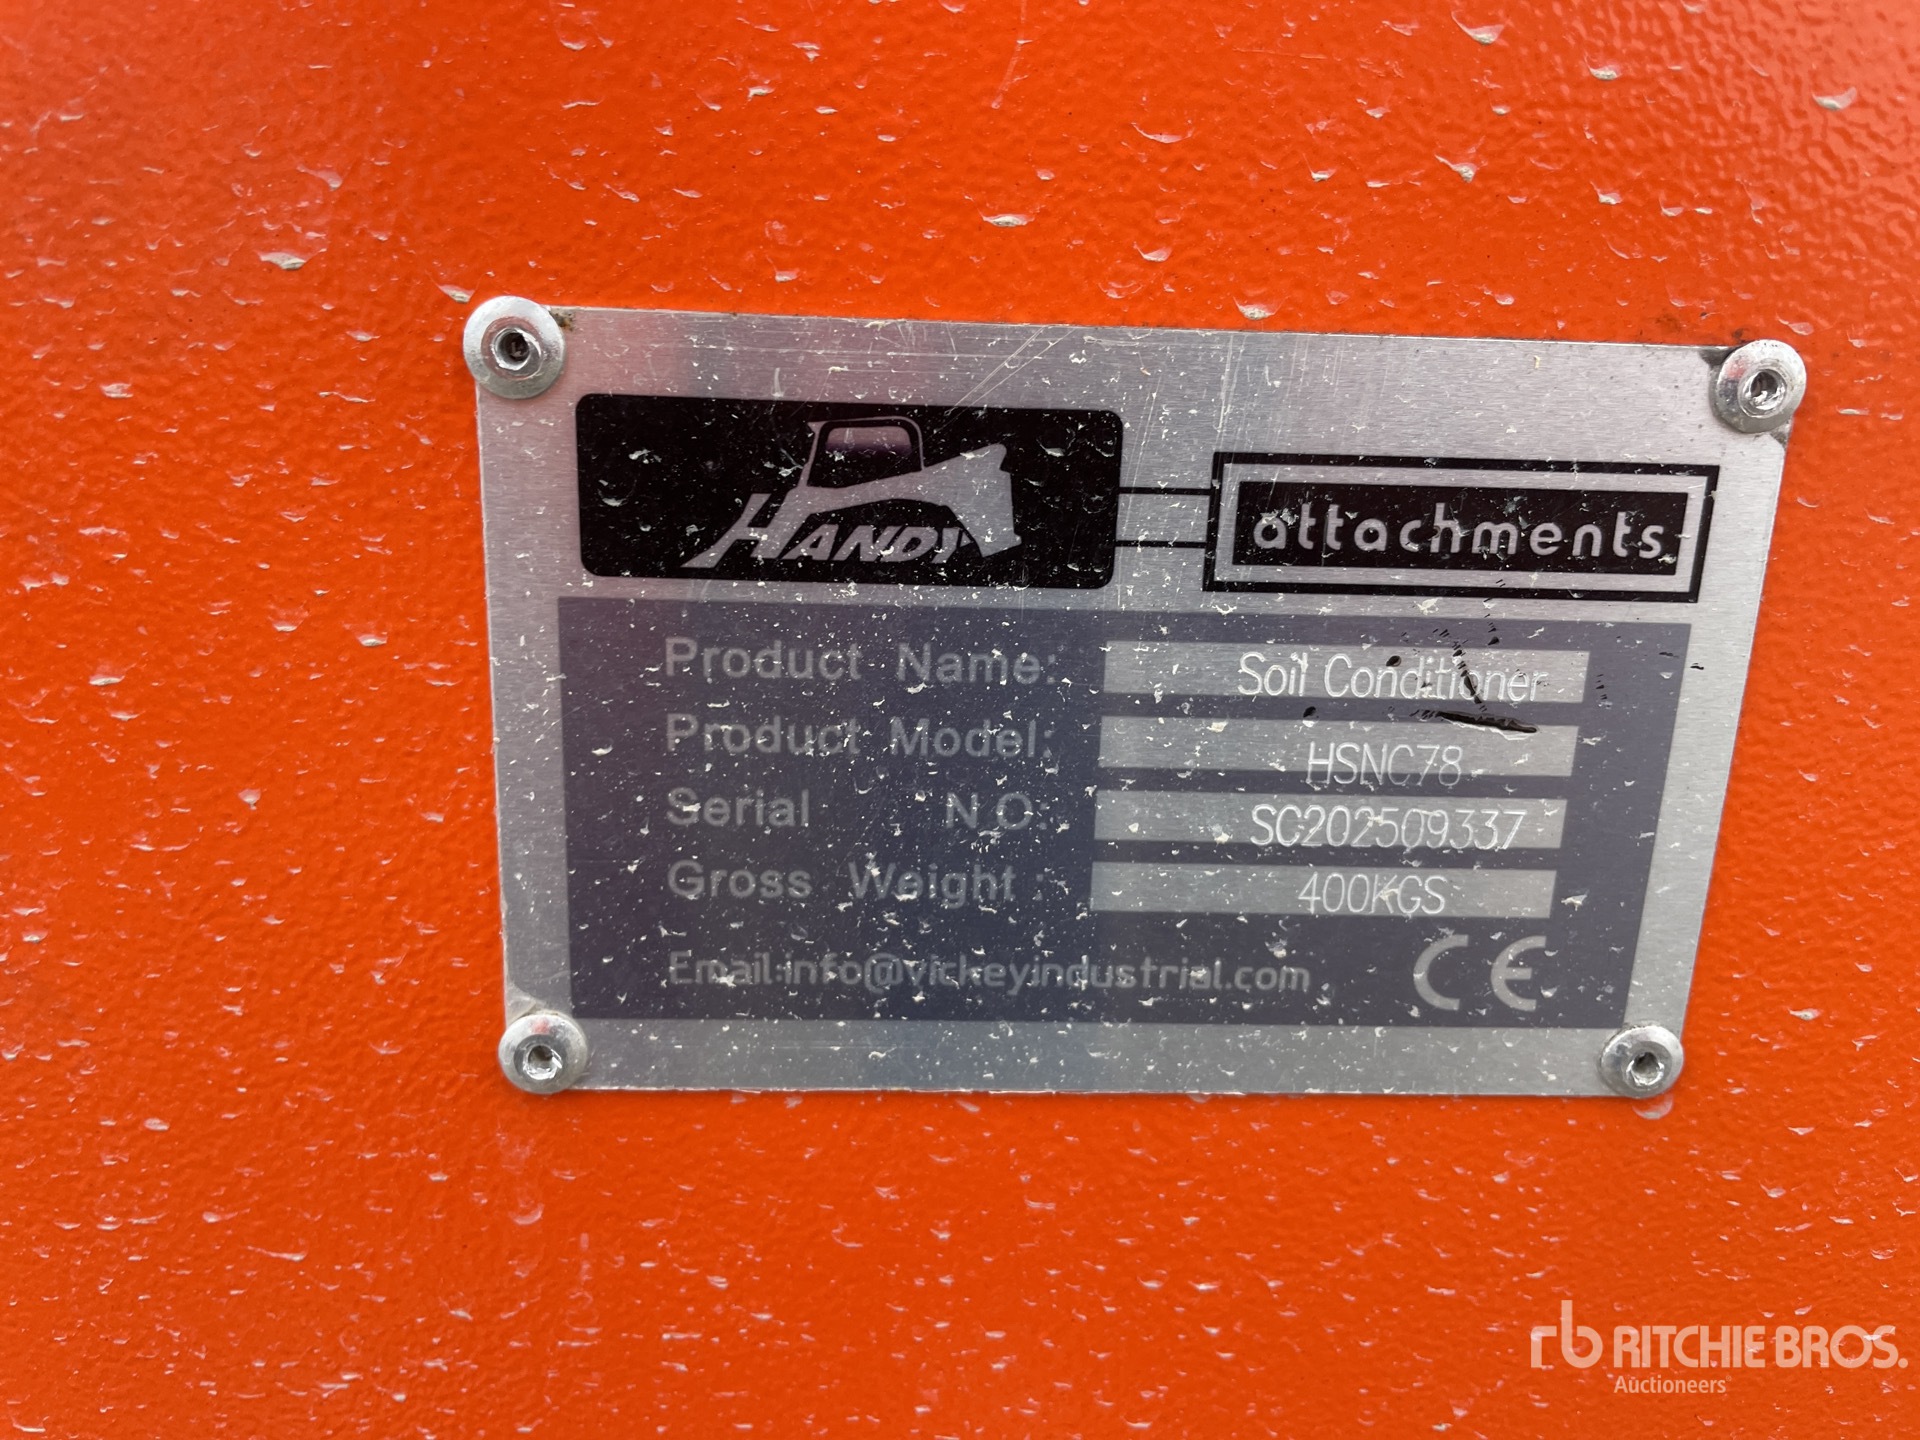 HANDY
attachments
Product Name: Soil Conditioner
Product Model: HSNC78
Serial N O: SC202509337
Gross Weight : 400KGS
Email:info@vickeyindustrial.com CE
rb RITCHIE BROS.
Auctioneers